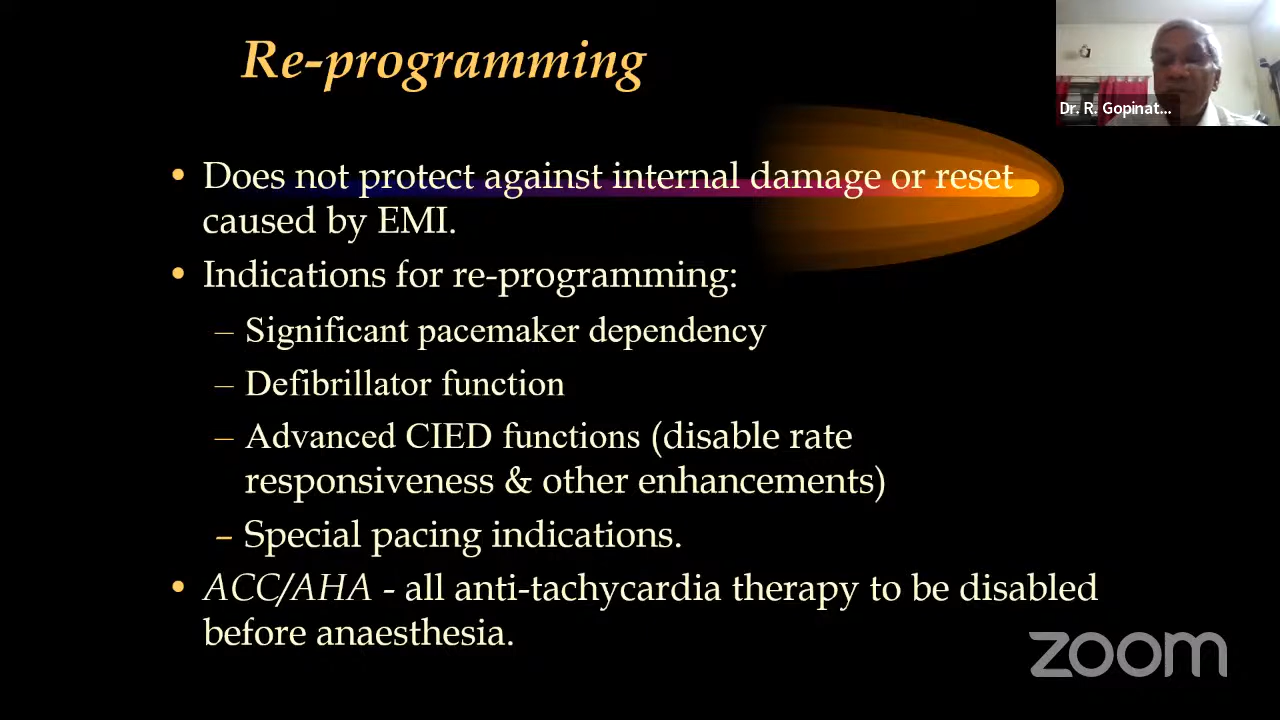 Re-programming
Dr. R. Gopinat...
• Does not protect against internal damage or reset
caused by EMI.
• Indications for re-programming:
– Significant pacemaker dependency
– Defibrillator function
– Advanced CIED functions (disable rate
responsiveness & other enhancements)
– Special pacing indications.
• ACC/AHA - all anti-tachycardia therapy to be disabled
before anaesthesia.
zoom